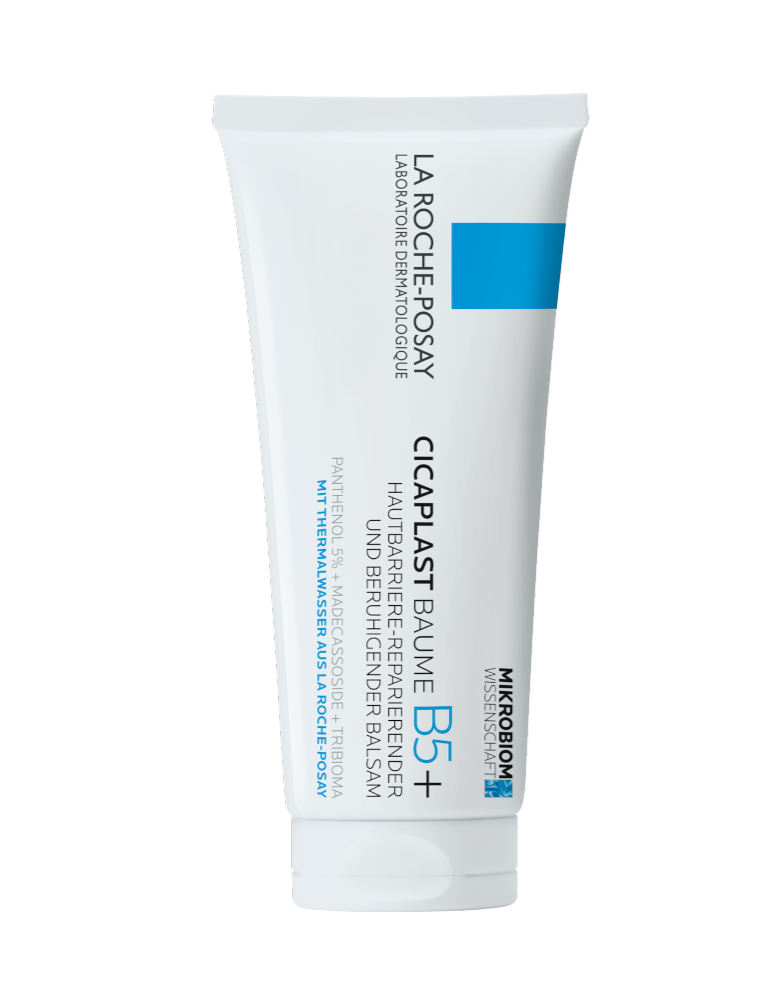 LA ROCHE-POSAY
LABORATOIRE DERMATOLOGIQUE
CICAPLAST BAUME B5+
HAUTBARRIERE-REPARIERENDER
UND BERUHIGENDER BALSAM
PANTHENOL 5% + MADECASSOSIDE + TRIBIOMA
MIT THERMALWASSER AUS LA ROCHE-POSAY
MIKROBIOM
WISSENSCHAFT